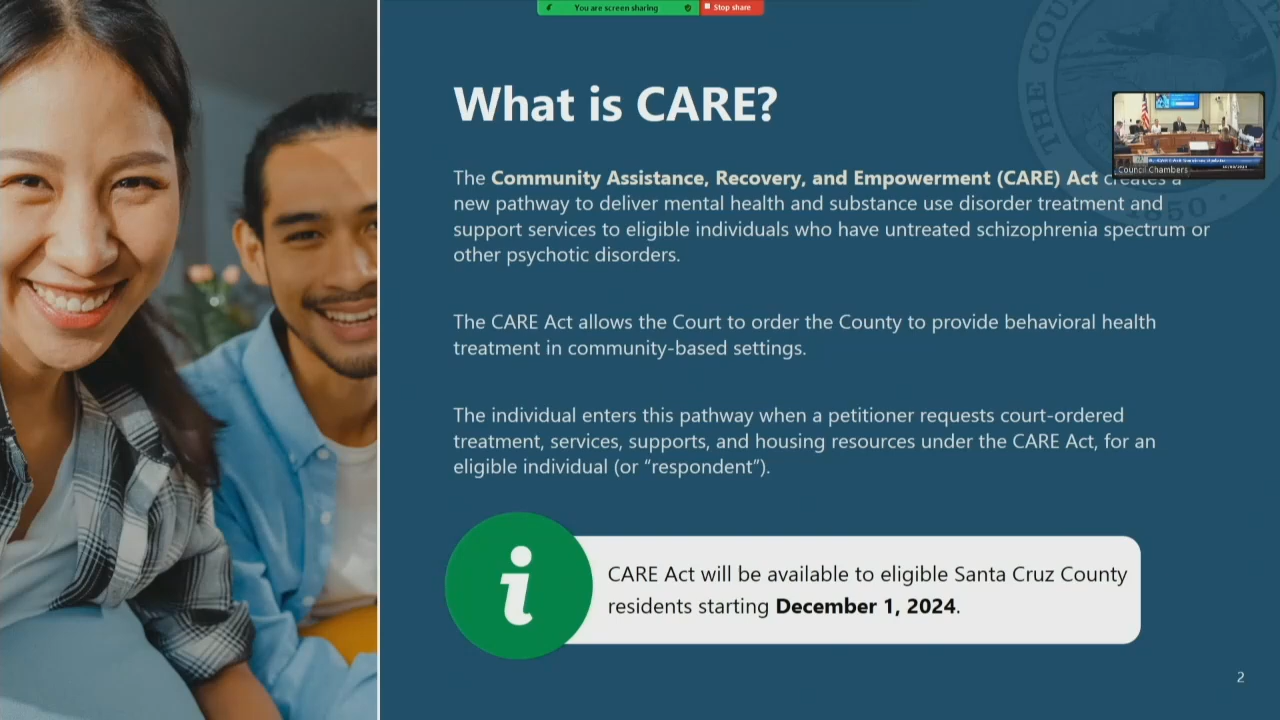 You are screen sharing
Stop share
THE COU
What is CARE?
Council Chambers
The Community Assistance, Recovery, and Empowerment (CARE) Act creates a
new pathway to deliver mental health and substance use disorder treatment and
1850
support services to eligible individuals who have untreated schizophrenia spectrum or
other psychotic disorders.
The CARE Act allows the Court to order the County to provide behavioral health
treatment in community-based settings.
The individual enters this pathway when a petitioner requests court-ordered
treatment, services, supports, and housing resources under the CARE Act, for an
eligible individual (or “respondent”).
i
CARE Act will be available to eligible Santa Cruz County
residents starting December 1, 2024.
2